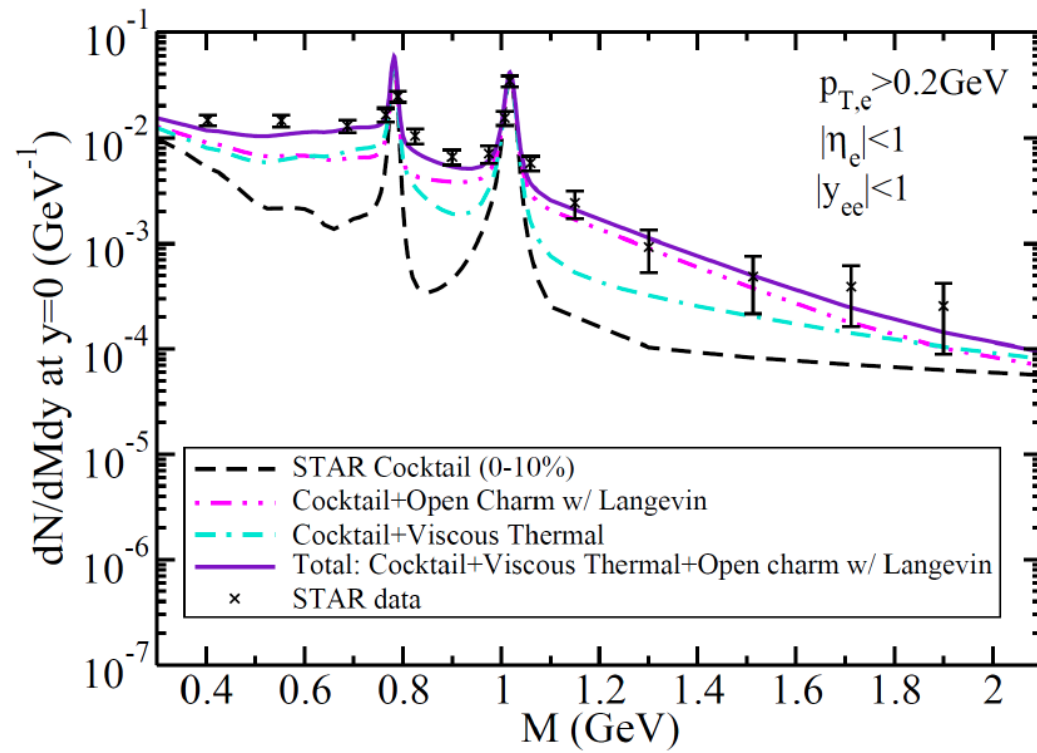 10^-1
10^-2
10^-3
10^-4
10^-5
10^-6
10^-7
dN/dMdy at y=0 (GeV^-1)
p_T,e>0.2GeV
|η_e|<1
|y_ee|<1
STAR Cocktail (0-10%)
Cocktail+Open Charm w/ Langevin
Cocktail+Viscous Thermal
Total: Cocktail+Viscous Thermal+Open charm w/ Langevin
STAR data
0.4 0.6 0.8 1 1.2 1.4 1.6 1.8 2
M (GeV)